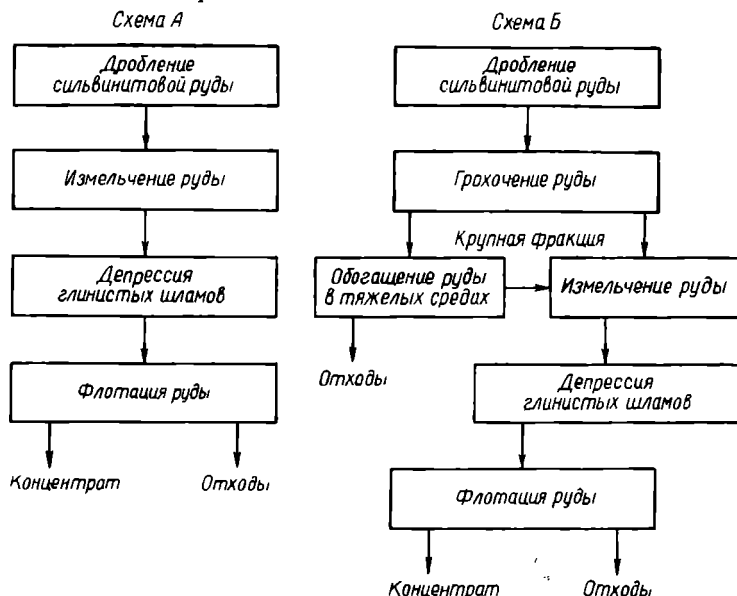 Схема А
Дробление
сильвинитовой руды
Измельчение руды
Депрессия
глинистых шламов
Флотация руды
Концентрат
Отходы
Схема Б
Дробление
сильвинитовой руды
Грохочение руды
Крупная фракция
Обогащение руды
в тяжелых средах
Измельчение руды
Отходы
Депрессия
глинистых шламов
Флотация руды
Концентрат
Отходы